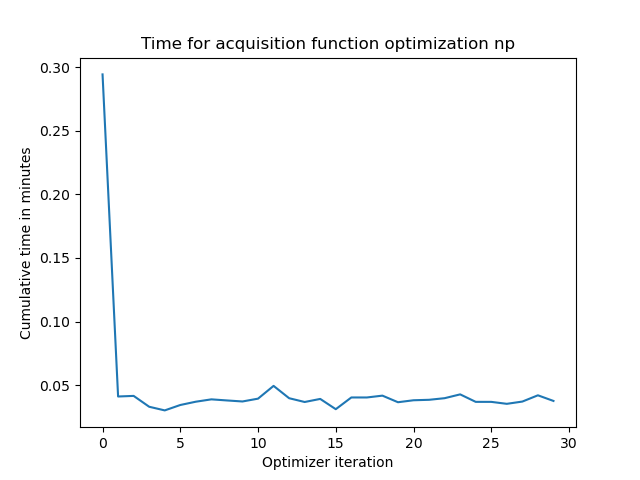 Time for acquisition function optimization np
Cumulative time in minutes
0.30
0.25
0.20
0.15
0.10
0.05
0 5 10 15 20 25 30
Optimizer iteration